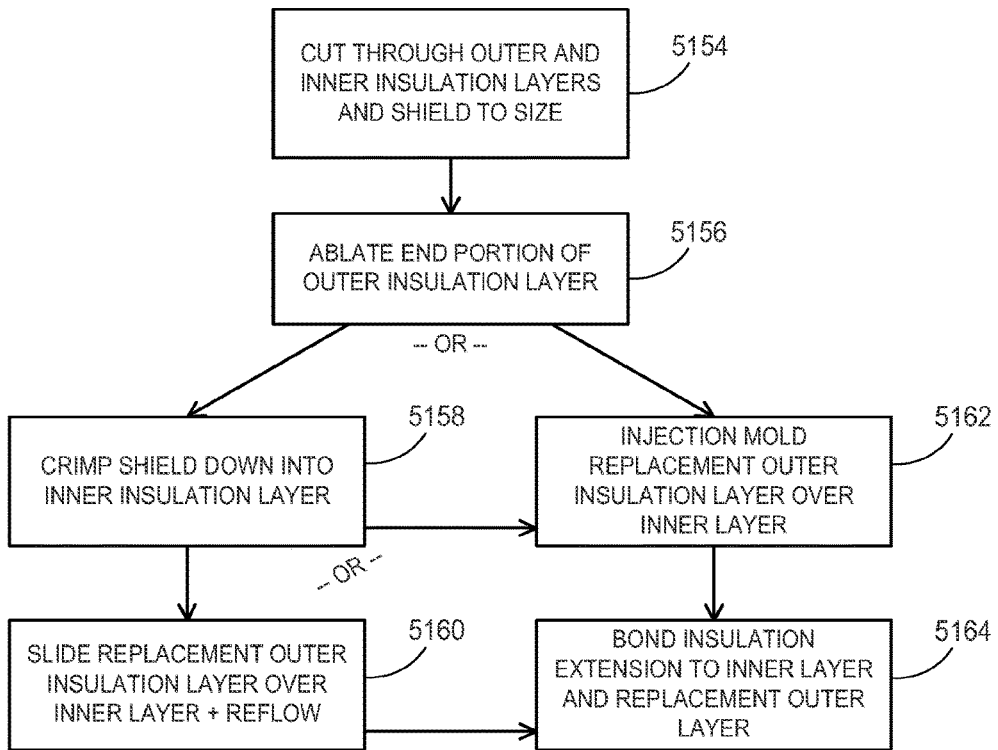 CUT THROUGH OUTER AND
INNER INSULATION LAYERS
AND SHIELD TO SIZE
5154
ABLATE END PORTION OF
OUTER INSULATION LAYER
5156
-- OR --
CRIMP SHIELD DOWN INTO
INNER INSULATION LAYER
5158
INJECTION MOLD
REPLACEMENT OUTER
INSULATION LAYER OVER
INNER LAYER
5162
-- OR --
SLIDE REPLACEMENT OUTER
INSULATION LAYER OVER
INNER LAYER + REFLOW
5160
BOND INSULATION
EXTENSION TO INNER LAYER
AND REPLACEMENT OUTER
LAYER
5164